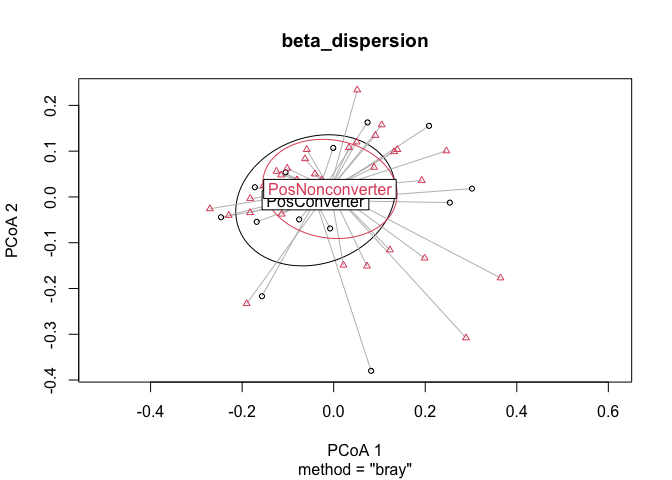 beta_dispersion
PCoA 2
0.2
0.1
0.0
-0.1
-0.2
-0.3
-0.4
PosNonconverter
PosConverter
-0.4
-0.2
0.0
0.2
0.4
0.6
PCoA 1
method = "bray"